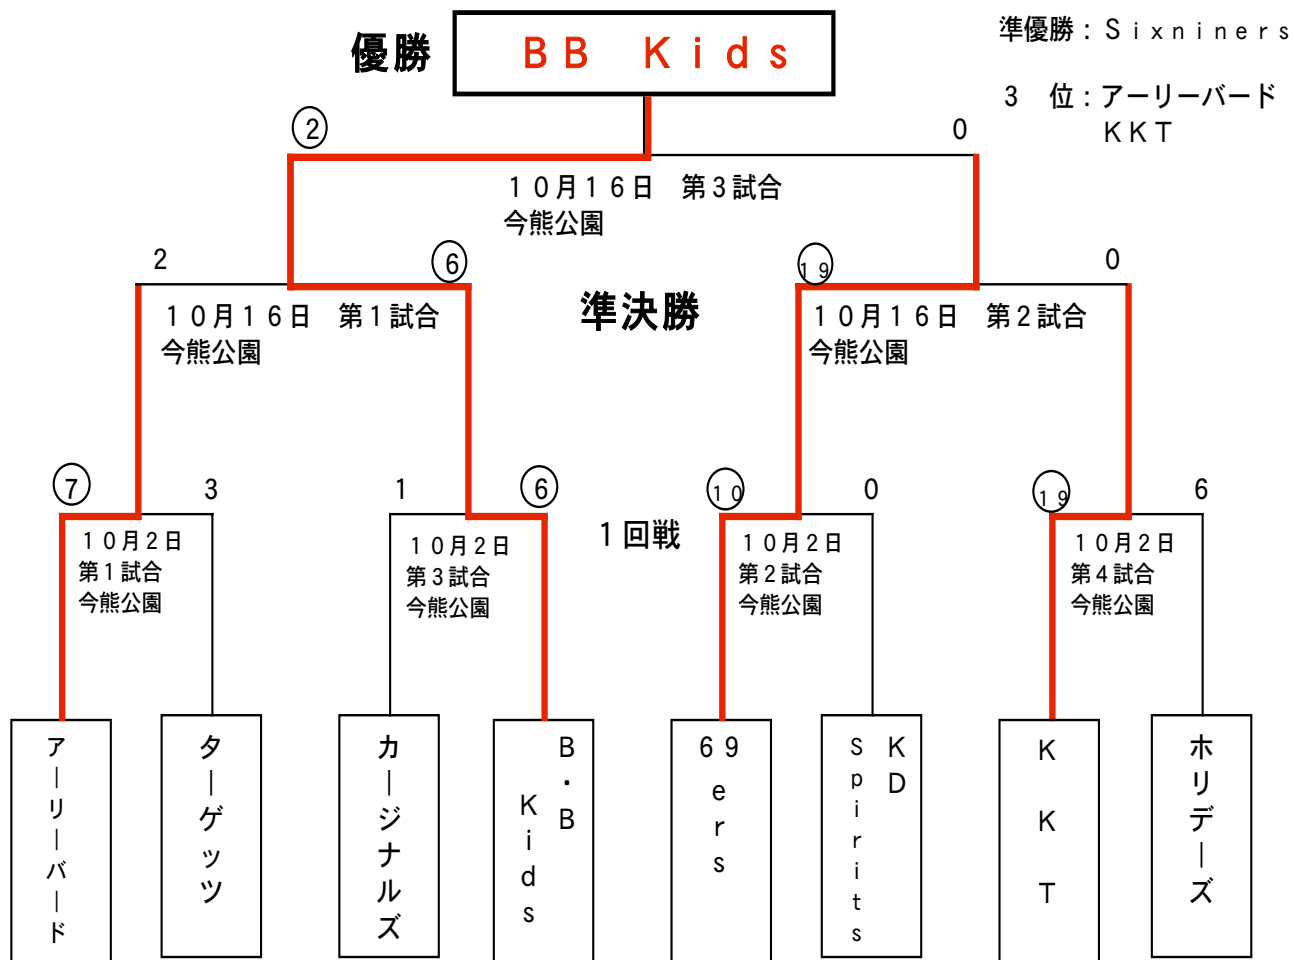 優勝
ＢＢ　Ｋｉｄｓ
準優勝：Ｓｉｘｎｉｎｅｒｓ
３　位：アーリーバード
ＫＫＴ
②
0
１０月１６日　第３試合
今熊公園
2
⑥
⑲
0
１０月１６日　第１試合
今熊公園
準決勝
１０月１６日　第２試合
今熊公園
⑦
3
1
⑥
⑩
0
⑲
6
１回戦
１０月２日
第１試合
今熊公園
１０月２日
第３試合
今熊公園
１０月２日
第２試合
今熊公園
１０月２日
第４試合
今熊公園
アーリーバード
ターゲッツ
カージナルズ
Ｂ・Ｂ
Ｋｉｄｓ
６９ｅｒｓ
ＫＤ
Ｓｐｉｒｉｔｓ
ＫＫＴ
ホリデーズ